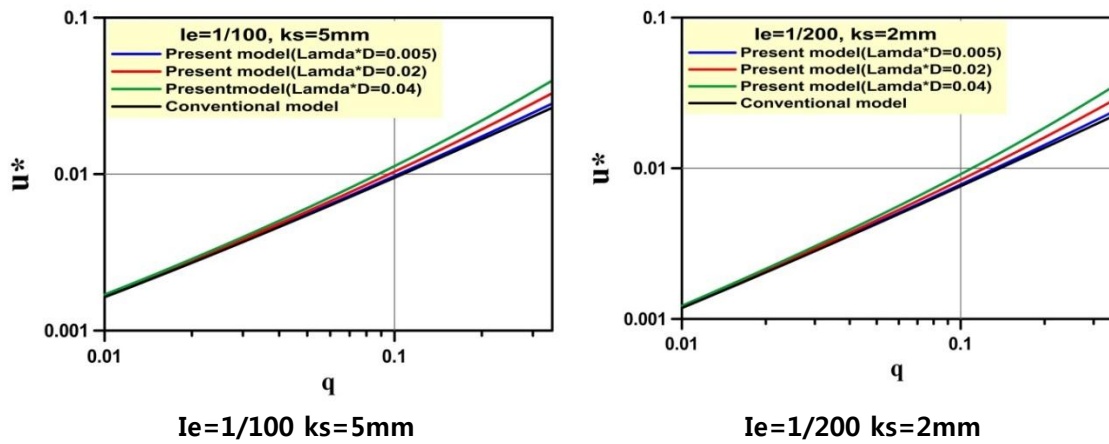 0.1
Ie=1/100, ks=5mm
Present model(Lamda*D=0.005)
Present model(Lamda*D=0.02)
Presentmodel(Lamda*D=0.04)
Conventional model
u*
0.01
0.001
0.01
0.1
q
Ie=1/100 ks=5mm
0.1
Ie=1/200, ks=2mm
Present model(Lamda*D=0.005)
Present model(Lamda*D=0.02)
Present model(Lamda*D=0.04)
Conventional model
u*
0.01
0.001
0.01
0.1
q
Ie=1/200 ks=2mm